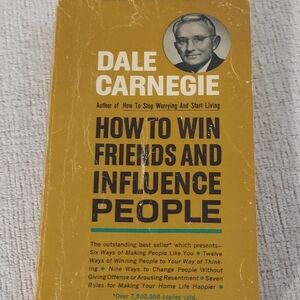 DALE
CARNEGIE
Author of How To Stop Worrying And Start Living
HOW TO WIN
FRIENDS AND
INFLUENCE
PEOPLE
The outstanding best seller* which presents—
Six Ways of Making People Like You • Twelve
Ways of Winning People to Your Way of Think-
ing • Nine Ways to Change People Without
Giving Offense or Arousing Resentment • Seven
Rules for Making Your Home Life Happier •
*Over 7,500,000 copies sold